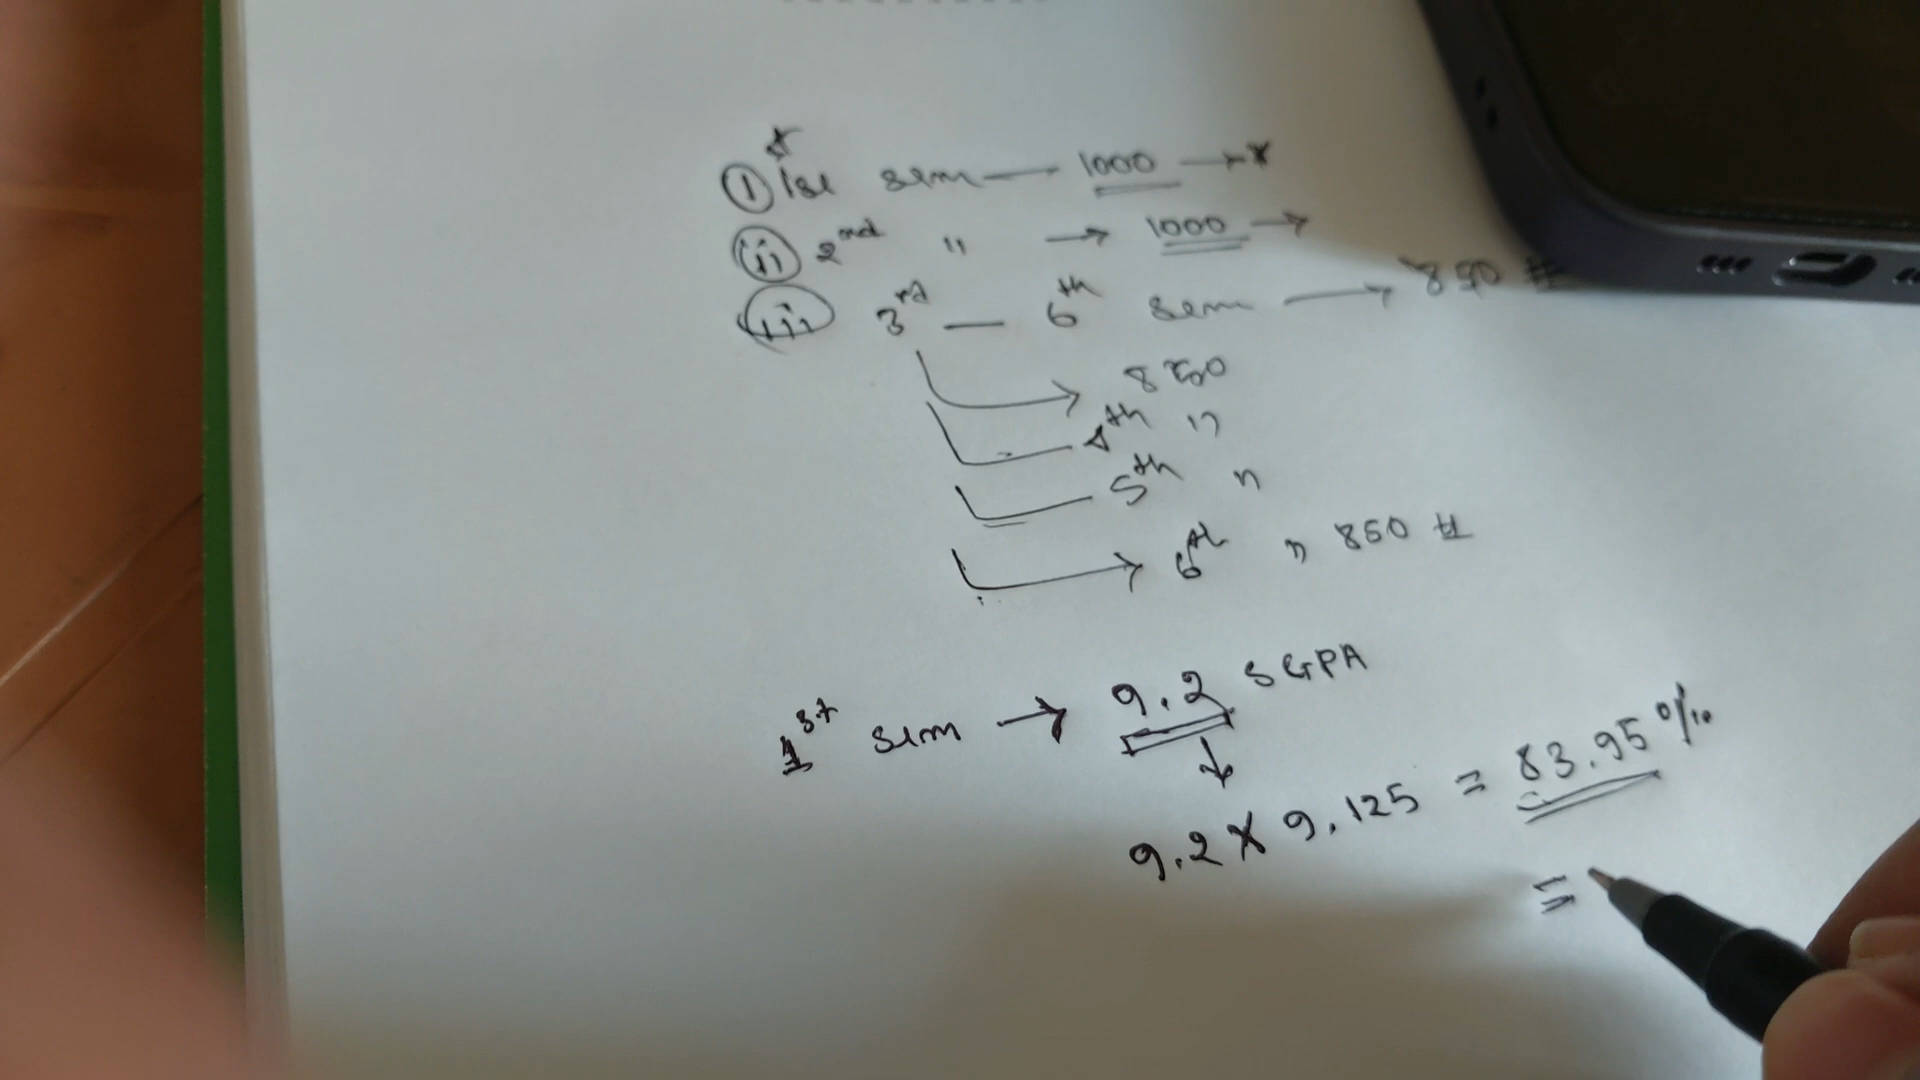 ① 1st sem — 1000 →
ii 2nd " → 1000 →
iii 3rd — 6th sem → 850
→ 850
4th "
5th "
→ 6th " 850
1st sem → 9.2 SGPA
↓
9.2 X 9.125 = 83.95%
=